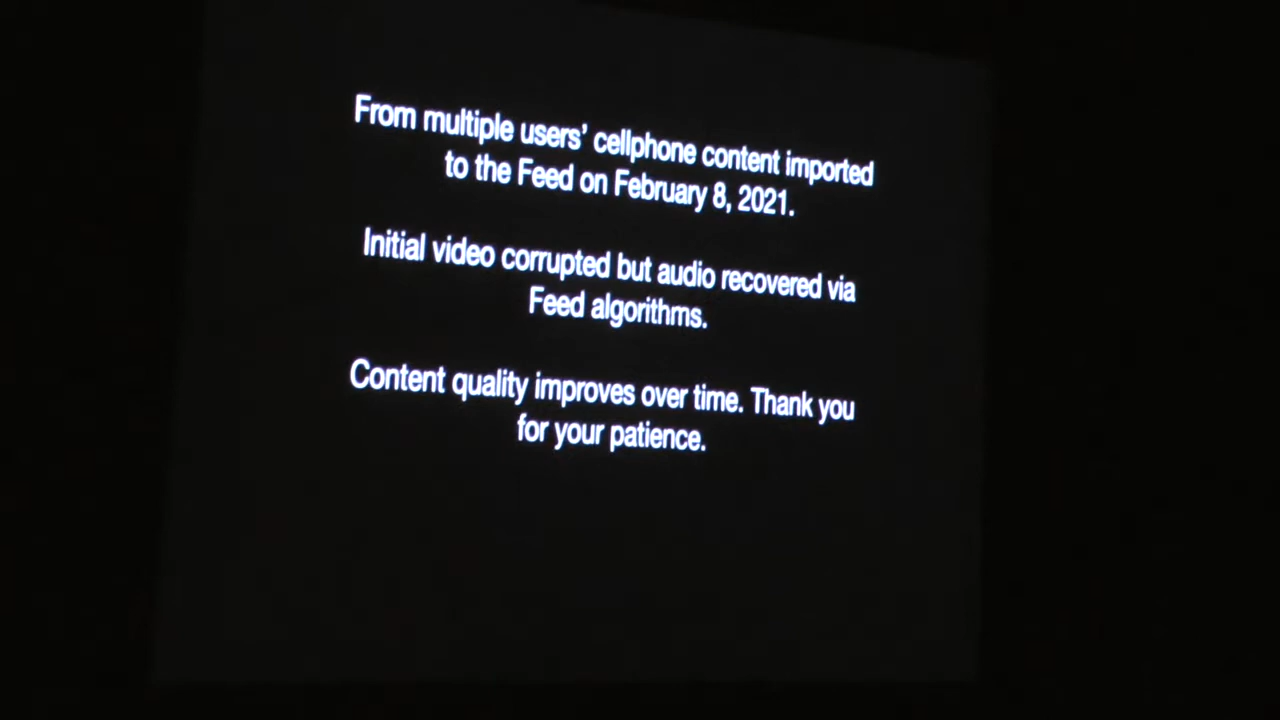 From multiple users’ cellphone content imported
to the Feed on February 8, 2021.
Initial video corrupted but audio recovered via
Feed algorithms.
Content quality improves over time. Thank you
for your patience.